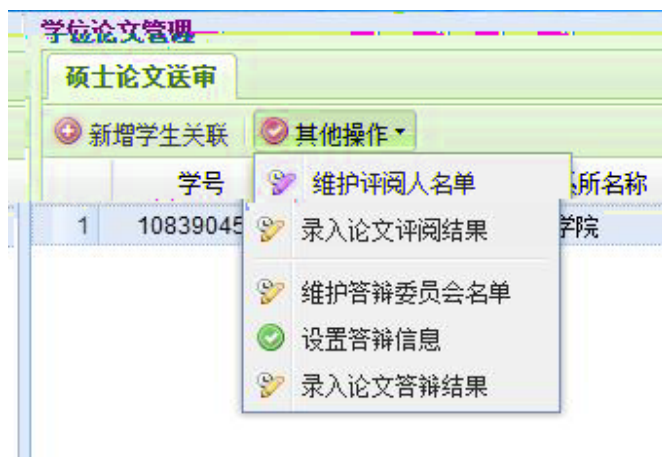 学位论文管理
硕士论文送审
新增学生关联 其他操作
学号 所名称
1 10839045 学院
维护评阅人名单
录入论文评阅结果
维护答辩委员会名单
设置答辩信息
录入论文答辩结果